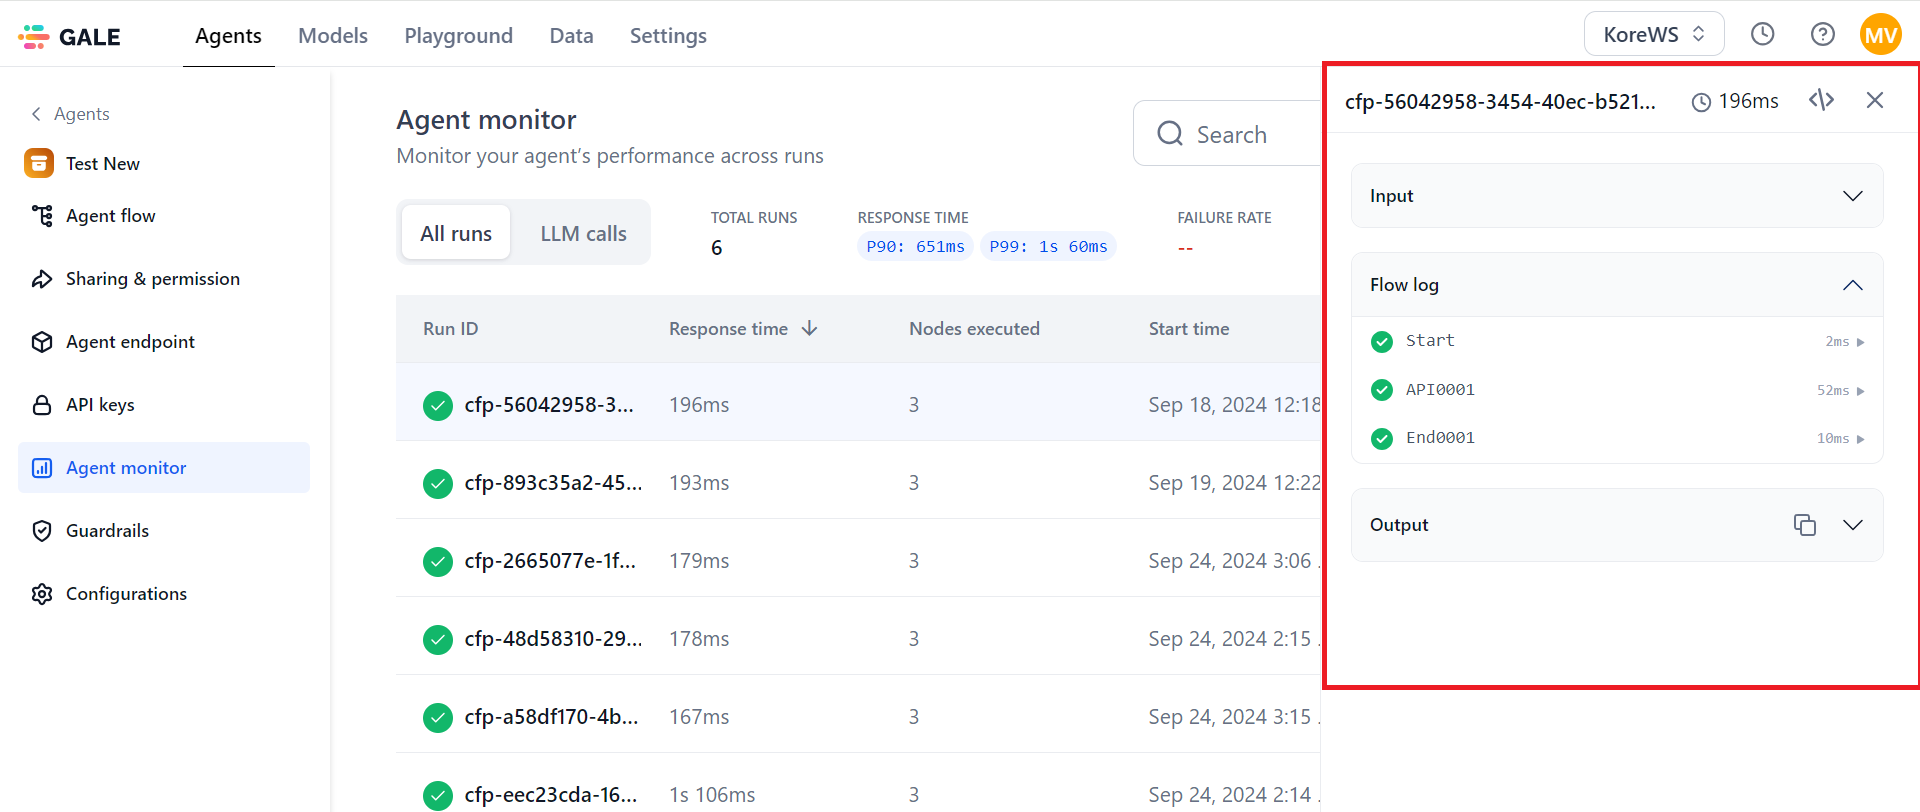 GALE
Agents
Models
Playground
Data
Settings
KoreWS
MV
Agents
Test New
Agent flow
Sharing & permission
Agent endpoint
API keys
Agent monitor
Guardrails
Configurations
Agent monitor
Monitor your agent’s performance across runs
Search
All runs
LLM calls
TOTAL RUNS
6
RESPONSE TIME
P90: 651ms
P99: 1s 60ms
FAILURE RATE
--
Run ID
Response time
Nodes executed
Start time
cfp-56042958-3...
196ms
3
Sep 18, 2024 12:18
cfp-893c35a2-45...
193ms
3
Sep 19, 2024 12:22
cfp-2665077e-1f...
179ms
3
Sep 24, 2024 3:06 .
cfp-48d58310-29...
178ms
3
Sep 24, 2024 2:15 .
cfp-a58df170-4b...
167ms
3
Sep 24, 2024 3:15 .
cfp-eec23cda-16...
1s 106ms
3
Sep 24, 2024 2:14 .
cfp-56042958-3454-40ec-b521...
196ms
Input
Flow log
Start
2ms
API0001
52ms
End0001
10ms
Output